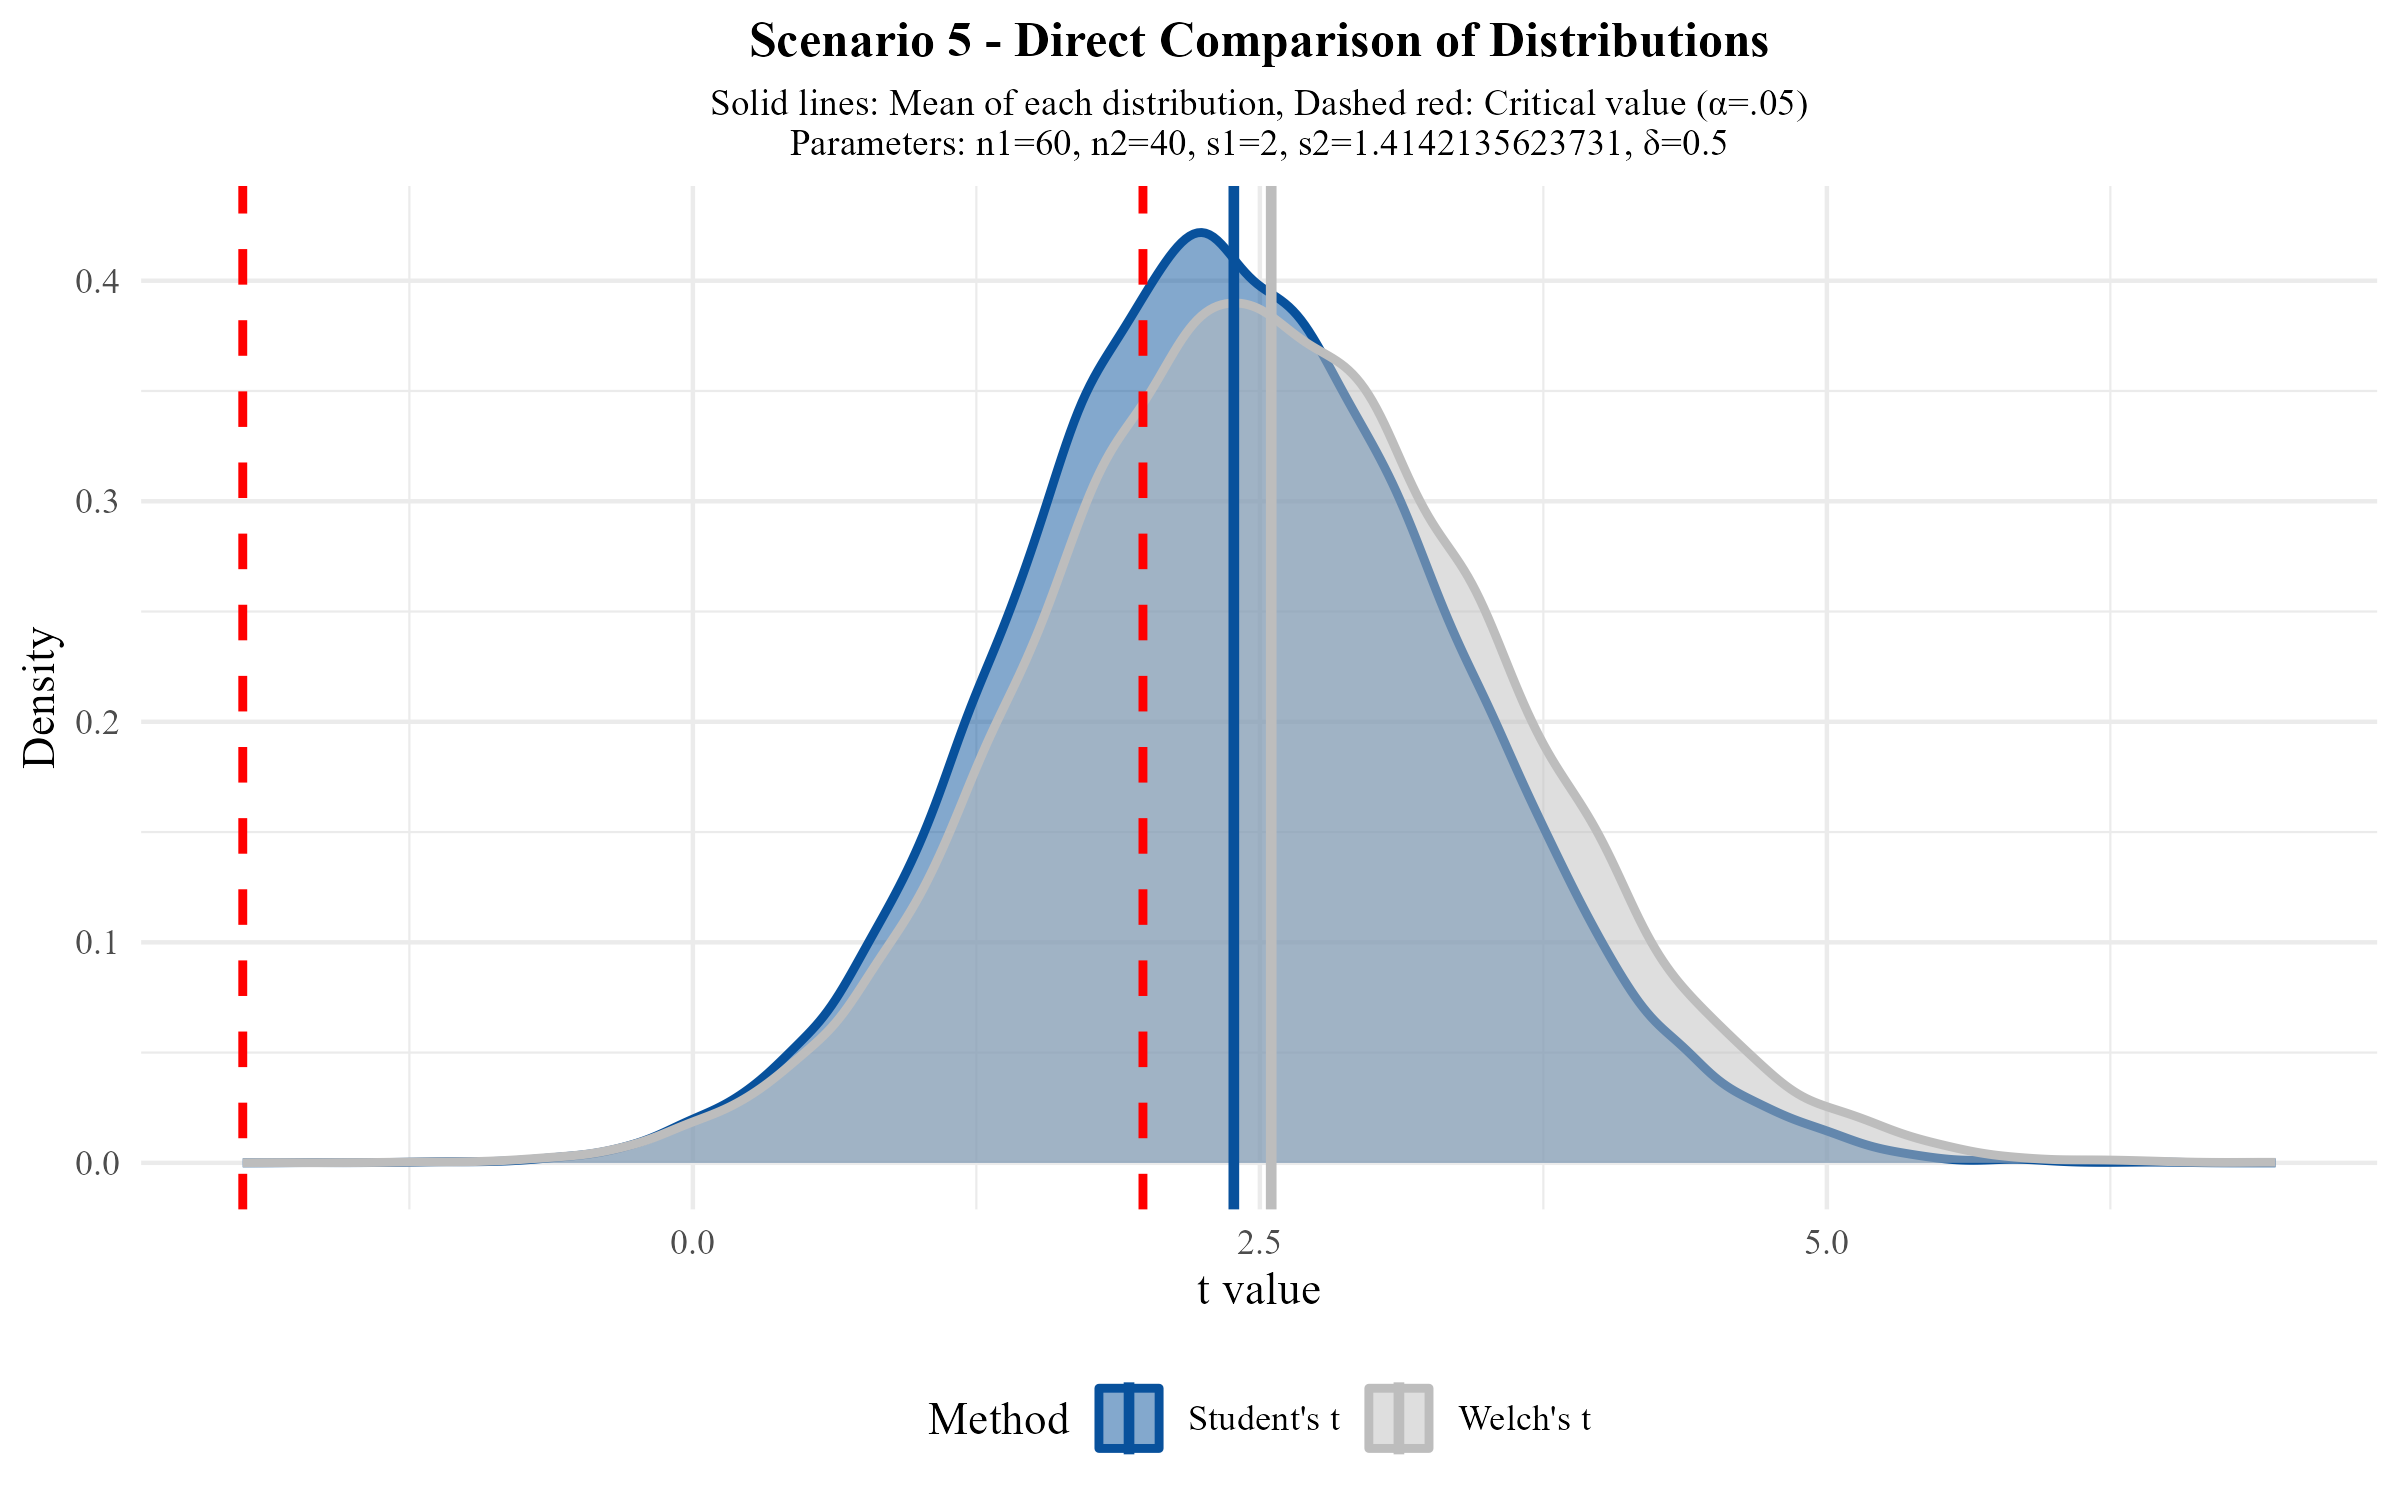 Scenario 5 - Direct Comparison of Distributions
Solid lines: Mean of each distribution, Dashed red: Critical value (α=.05)
Parameters: n1=60, n2=40, s1=2, s2=1.4142135623731, δ=0.5
Density
0.4
0.3
0.2
0.1
0.0
0.0
2.5
5.0
t value
Method
Student's t
Welch's t